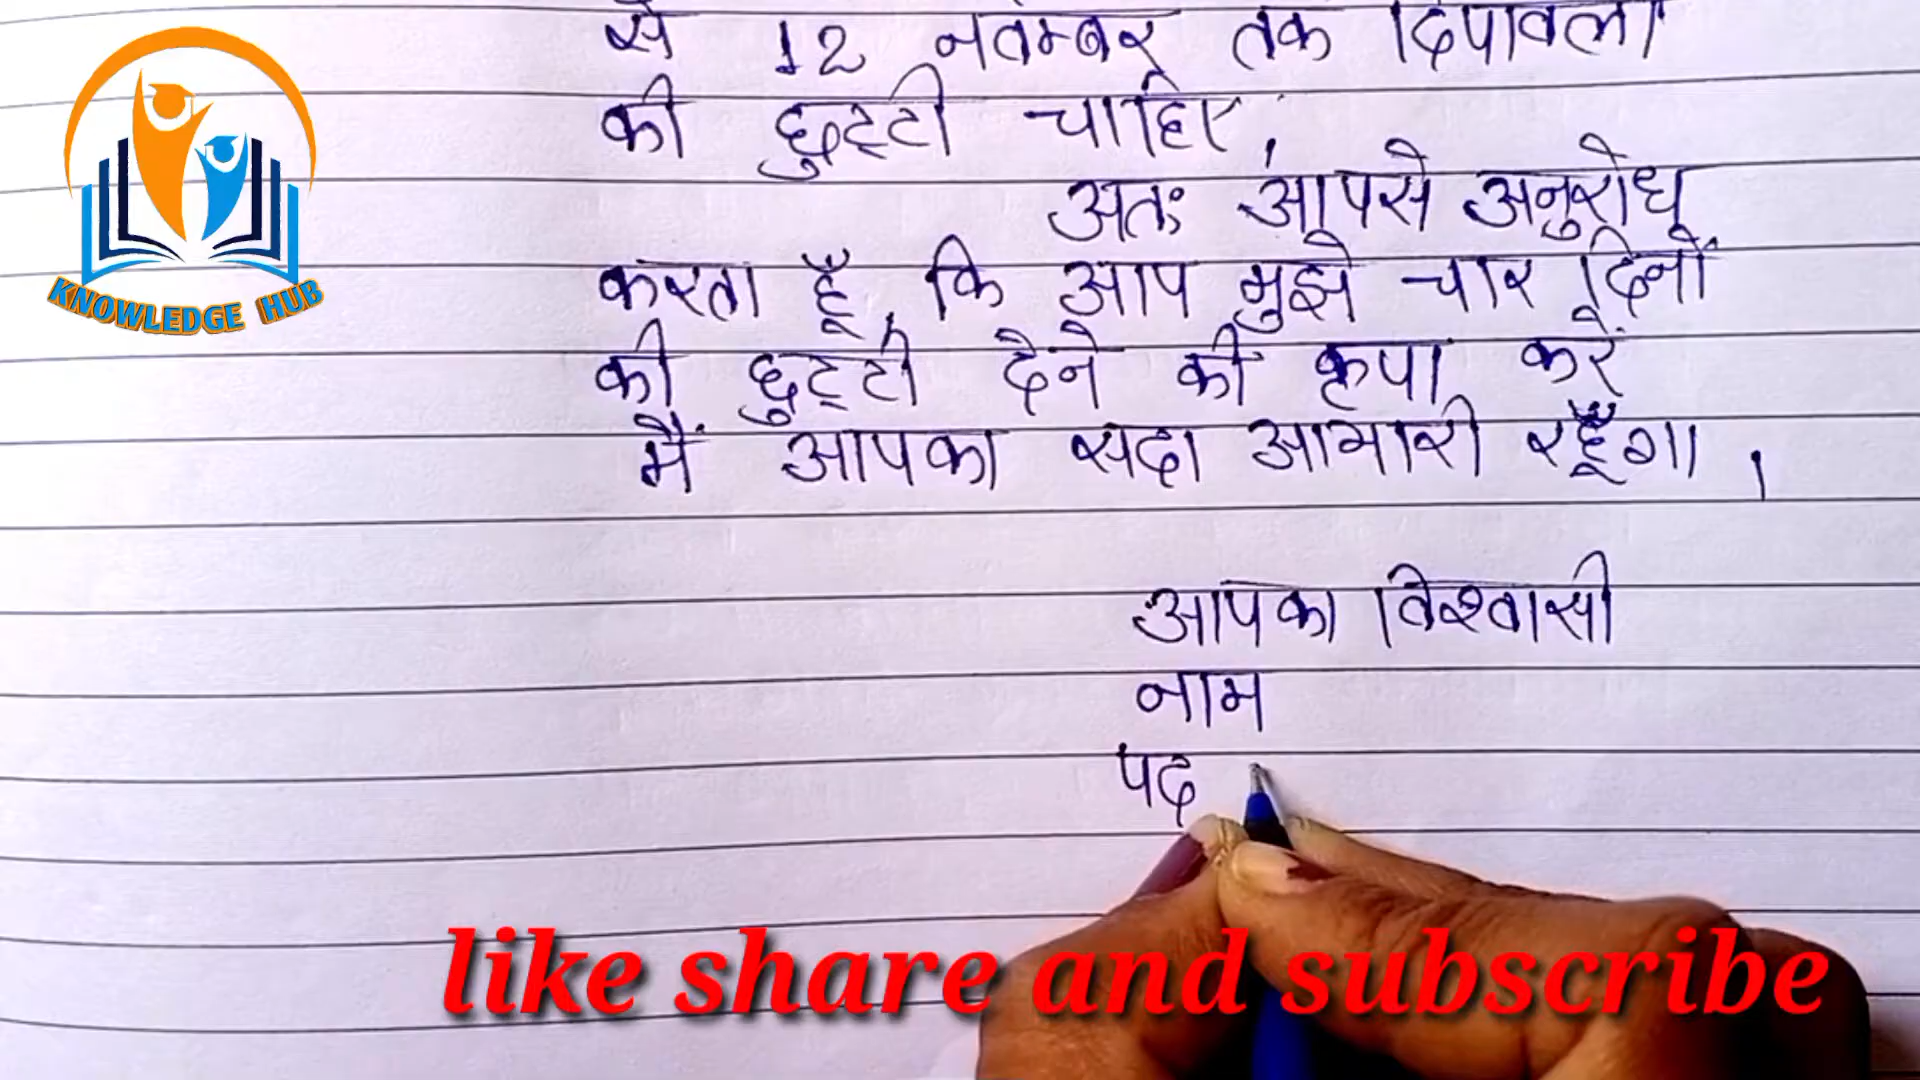 से 12 नवम्बर तक दिपावली
की छुट्टी चाहिए,
अतः आपसे अनुरोध
करता हूँ, कि आप मुझे चार दिनों
की छुट्टी देने की कृपा करें
मैं आपका सदा आभारी रहूँगा ।
आपका विश्वासी
नाम
पद
KNOWLEDGE HUB
like share and subscribe